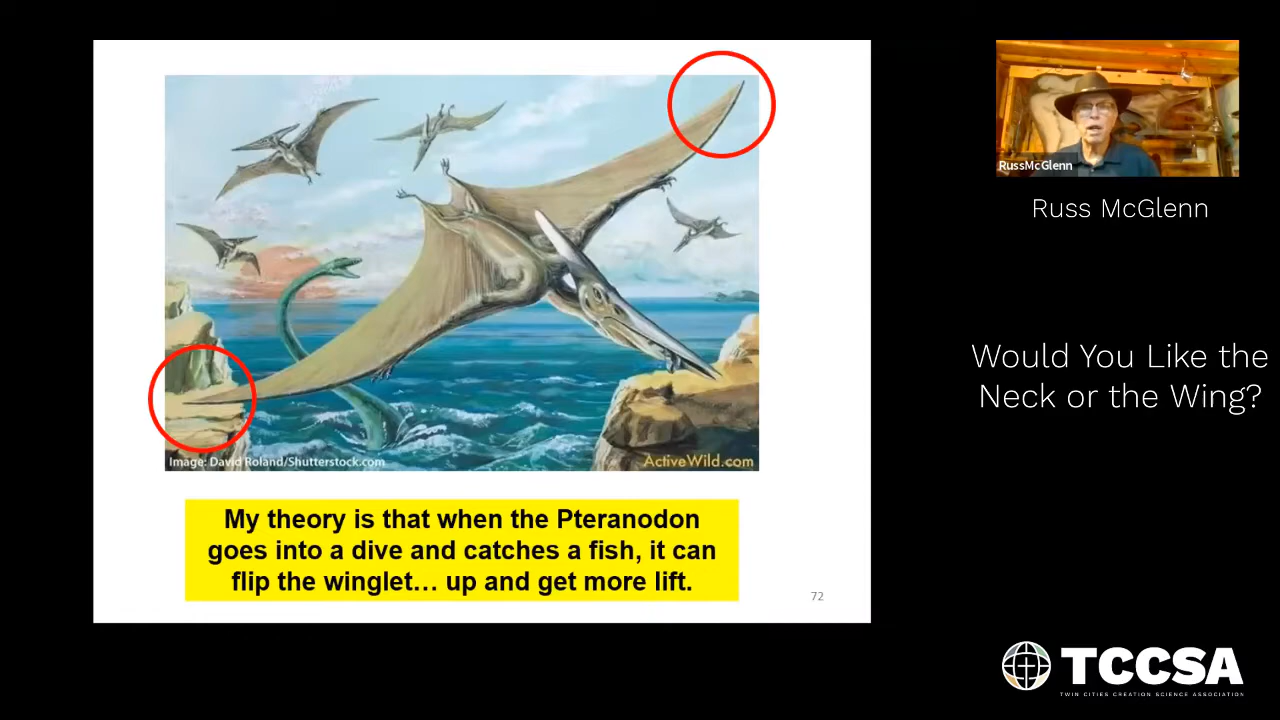 Image: David Roland/Shutterstock.com
ActiveWild.com
My theory is that when the Pteranodon
goes into a dive and catches a fish, it can
flip the winglet… up and get more lift.
72
RussMcGlenn
Russ McGlenn
Would You Like the
Neck or the Wing?
TCCSA
TWIN CITIES CREATION SCIENCE ASSOCIATION